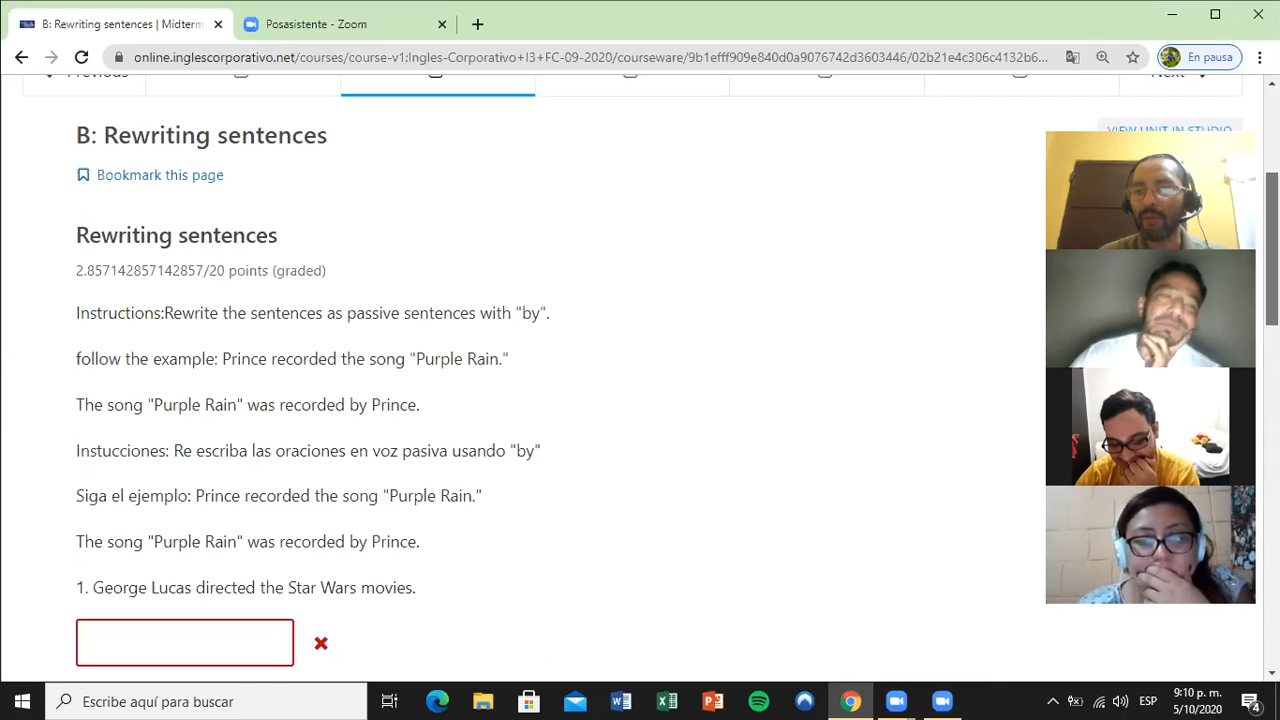 B: Rewriting sentences | Midterm
Posasistente - Zoom
online.inglescorporativo.net/courses/course-v1:Ingles-Corporativo+I3+FC-09-2020/courseware/9b1efff909e840d0a9076742d3603446/02b21e4c306c4132b6...
En pausa
Previous
Next
B: Rewriting sentences
VIEW UNIT IN STUDIO
Bookmark this page
Rewriting sentences
2.857142857142857/20 points (graded)
Instructions:Rewrite the sentences as passive sentences with "by".
follow the example: Prince recorded the song "Purple Rain."
The song "Purple Rain" was recorded by Prince.
Instucciones: Re escriba las oraciones en voz pasiva usando "by"
Siga el ejemplo: Prince recorded the song "Purple Rain."
The song "Purple Rain" was recorded by Prince.
1. George Lucas directed the Star Wars movies.
Escribe aquí para buscar
ESP
9:10 p. m.
5/10/2020
4